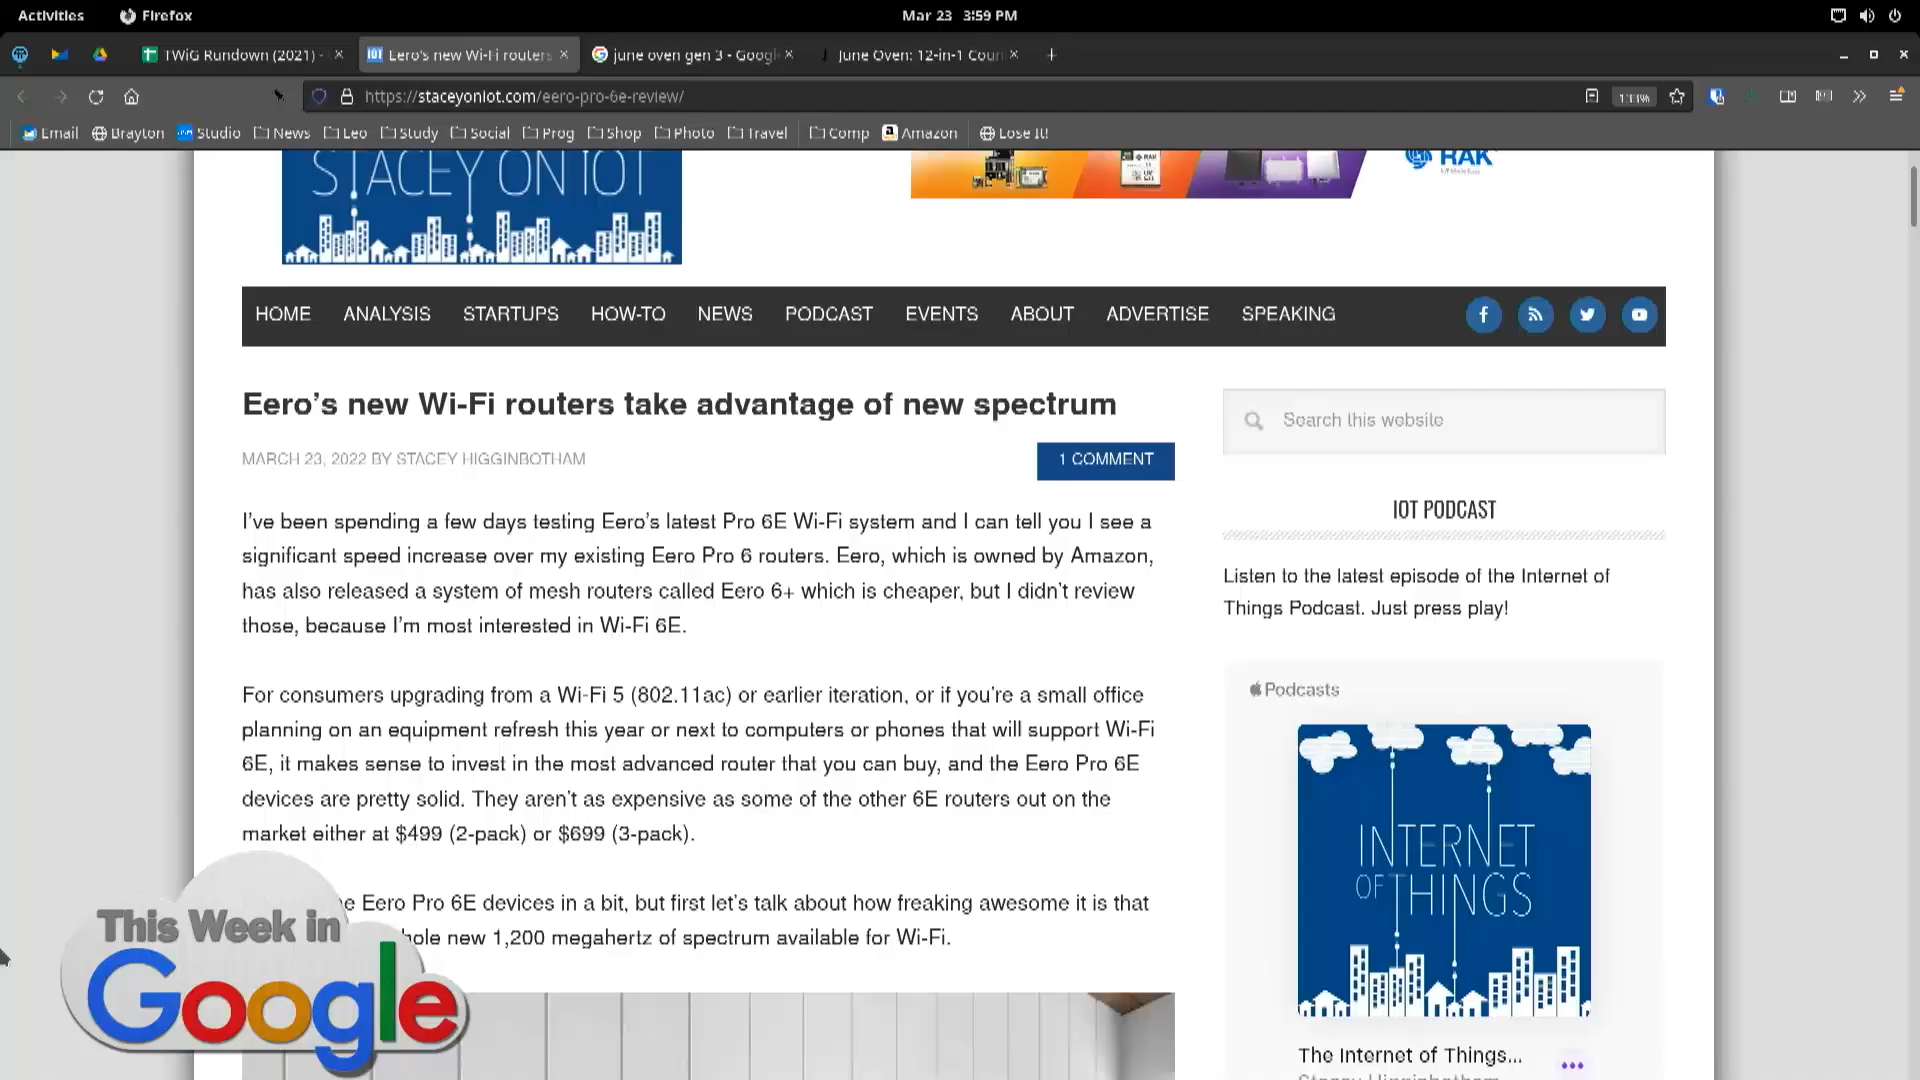 Activities Firefox Mar 23 3:59 PM
TWiG Rundown (2021) - Eero's new Wi-Fi routers june oven gen 3 - Googl June Oven: 12-in-1 Coun
https://staceyoniot.com/eero-pro-6e-review/ 133%
Email Brayton Studio News Leo Study Social Prog Shop Photo Travel Comp Amazon Lose It!
STACEY ON IOT
RAK
HOME ANALYSIS STARTUPS HOW-TO NEWS PODCAST EVENTS ABOUT ADVERTISE SPEAKING
Eero’s new Wi-Fi routers take advantage of new spectrum
MARCH 23, 2022 BY STACEY HIGGINBOTHAM
1 COMMENT
I’ve been spending a few days testing Eero’s latest Pro 6E Wi-Fi system and I can tell you I see a
significant speed increase over my existing Eero Pro 6 routers. Eero, which is owned by Amazon,
has also released a system of mesh routers called Eero 6+ which is cheaper, but I didn’t review
those, because I’m most interested in Wi-Fi 6E.
For consumers upgrading from a Wi-Fi 5 (802.11ac) or earlier iteration, or if you’re a small office
planning on an equipment refresh this year or next to computers or phones that will support Wi-Fi
6E, it makes sense to invest in the most advanced router that you can buy, and the Eero Pro 6E
devices are pretty solid. They aren’t as expensive as some of the other 6E routers out on the
market either at $499 (2-pack) or $699 (3-pack).
Eero Pro 6E devices in a bit, but first let’s talk about how freaking awesome it is that
new 1,200 megahertz of spectrum available for Wi-Fi.
Search this website
IOT PODCAST
Listen to the latest episode of the Internet of
Things Podcast. Just press play!
Podcasts
INTERNET
OF THINGS
The Internet of Things...
This Week in
Google